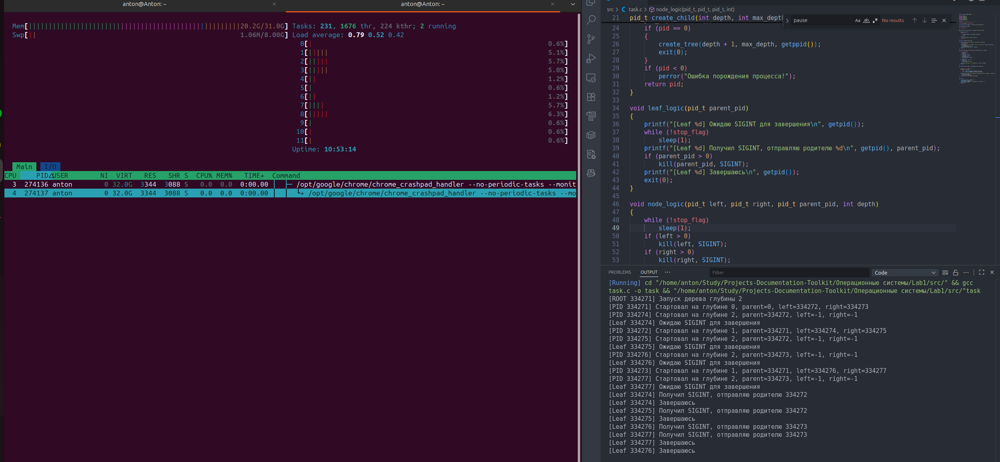 anton@Anton: ~ × anton@Anton: ~ ×
Mem[20.2G/31.0G] Tasks: 231, 1676 thr, 224 kthr; 2 running
Swp[1.06M/8.00G] Load average: 0.79 0.52 0.42
0[ 0.6%]
1[ 5.1%]
2[ 5.7%]
3[ 5.0%]
4[ 1.2%]
5[ 0.6%]
6[ 1.2%]
7[ 5.7%]
8[ 6.3%]
9[ 0.6%]
10[ 0.6%]
11[ 0.6%]
Uptime: 10:53:14
Main I/O
CPU PID△USER NI VIRT RES SHR S CPU% MEM% TIME+ Command
3 274136 anton 0 32.0G 3344 3088 S 0.0 0.0 0:00.00 │ ├─ /opt/google/chrome/chrome_crashpad_handler --no-periodic-tasks --monit
4 274137 anton 0 32.0G 3344 3088 S 0.0 0.0 0:00.00 │ │ └+ /opt/google/chrome/chrome_crashpad_handler --no-periodic-tasks --mo
src > C task.c > node_logic(pid_t, pid_t, pid_t, int)
21 pid_t create_child(int depth, int max_dept
pause Aa ab .* No results
24 if (pid == 0)
25 {
26 create_tree(depth + 1, max_depth, getppid());
27 exit(0);
28 }
29 if (pid < 0)
30 perror("Ошибка порождения процесса!");
31 return pid;
32 }
33
34 void leaf_logic(pid_t parent_pid)
35 {
36 printf("[Leaf %d] Ожидаю SIGINT для завершения\n", getpid());
37 while (!stop_flag)
38 sleep(1);
39 printf("[Leaf %d] Получил SIGINT, отправляю родителю %d\n", getpid(), parent_pid);
40 if (parent_pid > 0)
41 kill(parent_pid, SIGINT);
42 printf("[Leaf %d] Завершаюсь\n", getpid());
43 exit(0);
44 }
45
46 void node_logic(pid_t left, pid_t right, pid_t parent_pid, int depth)
47 {
48 while (!stop_flag)
49 sleep(1);
50 if (left > 0)
51 kill(left, SIGINT);
52 if (right > 0)
53 kill(right, SIGINT);
PROBLEMS OUTPUT ··· Filter Code
[Running] cd "/home/anton/Study/Projects-Documentation-Toolkit/Операционные системы/Lab1/src/" && gcc
task.c -o task && "/home/anton/Study/Projects-Documentation-Toolkit/Операционные системы/Lab1/src/"task
[ROOT 334271] Запуск дерева глубины 2
[PID 334271] Стартовал на глубине 0, parent=0, left=334272, right=334273
[PID 334274] Стартовал на глубине 2, parent=334272, left=-1, right=-1
[Leaf 334274] Ожидаю SIGINT для завершения
[PID 334272] Стартовал на глубине 1, parent=334271, left=334274, right=334275
[PID 334275] Стартовал на глубине 2, parent=334272, left=-1, right=-1
[Leaf 334275] Ожидаю SIGINT для завершения
[PID 334276] Стартовал на глубине 2, parent=334273, left=-1, right=-1
[Leaf 334276] Ожидаю SIGINT для завершения
[PID 334273] Стартовал на глубине 1, parent=334271, left=334276, right=334277
[PID 334277] Стартовал на глубине 2, parent=334273, left=-1, right=-1
[Leaf 334277] Ожидаю SIGINT для завершения
[Leaf 334274] Получил SIGINT, отправляю родителю 334272
[Leaf 334274] Завершаюсь
[Leaf 334275] Получил SIGINT, отправляю родителю 334272
[Leaf 334275] Завершаюсь
[Leaf 334276] Получил SIGINT, отправляю родителю 334273
[Leaf 334277] Получил SIGINT, отправляю родителю 334273
[Leaf 334277] Завершаюсь
[Leaf 334276] Завершаюсь